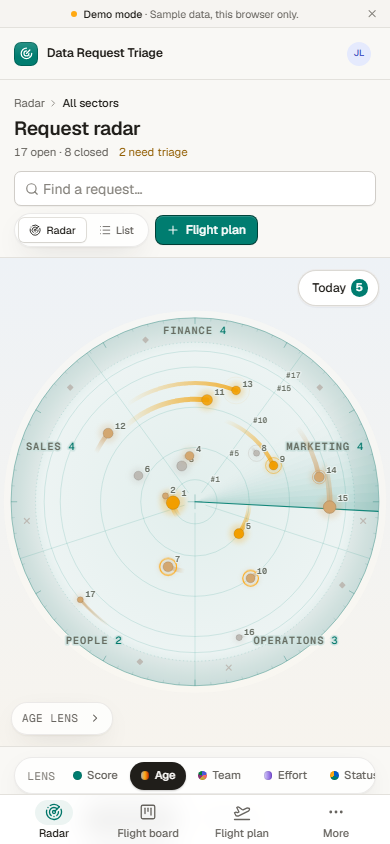 Demo mode · Sample data, this browser only.
Data Request Triage
JL
Radar > All sectors
Request radar
17 open · 8 closed 2 need triage
Find a request...
Radar
List
+ Flight plan
Today 5
FINANCE 4
#17
13
#15
11
#10
12
SALES 4
MARKETING 4
8
4
#5
9
6
14
#1
2
1
15
5
7
10
17
16
PEOPLE 2
OPERATIONS 3
AGE LENS >
LENS
Score
Age
Team
Effort
Status
Radar
Flight board
Flight plan
More